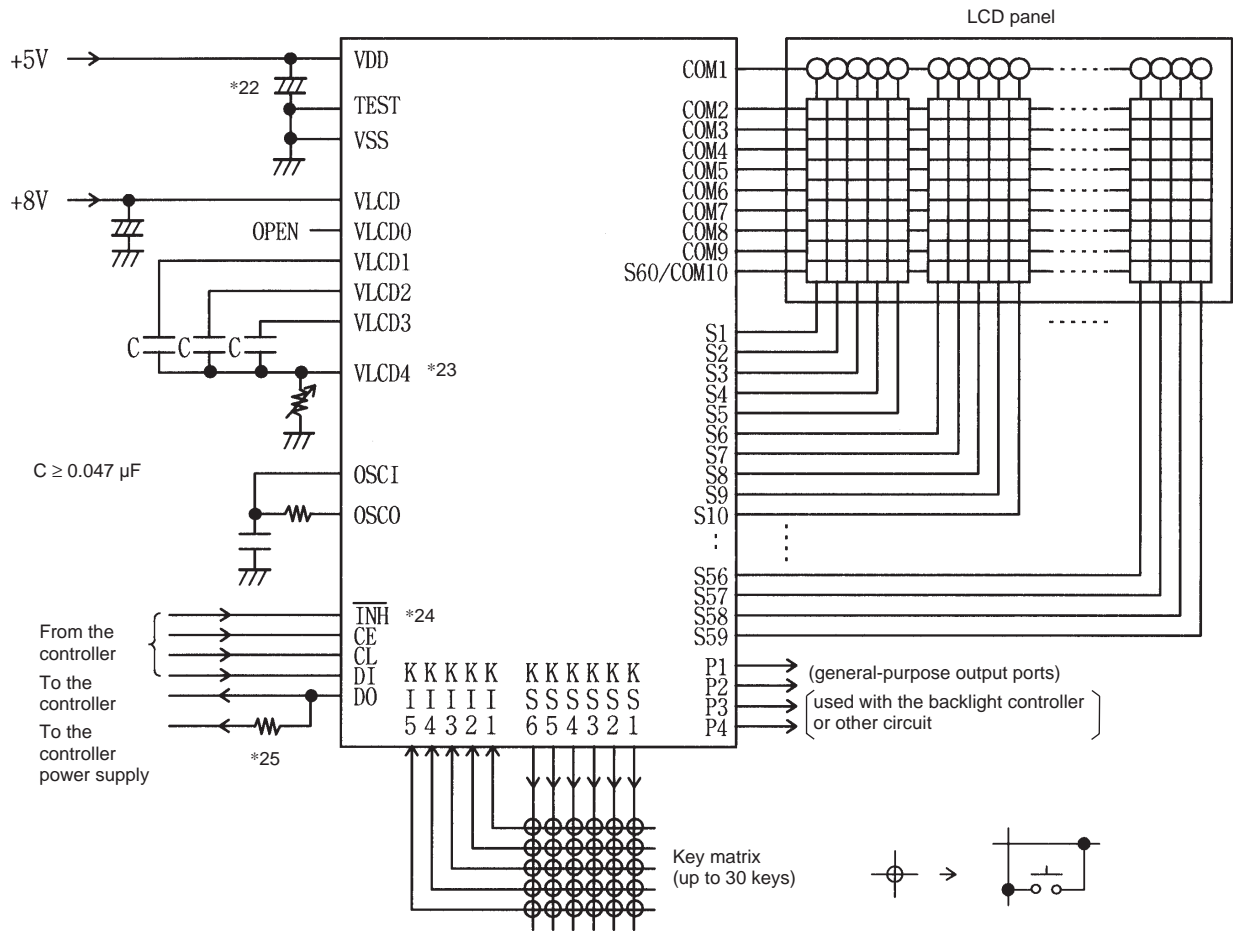 LCD panel
+5V
VDD
COM1
*22
TEST
COM2
VSS
COM3
COM4
COM5
+8V
VLCD
COM6
OPEN
VLCD0
COM7
COM8
VLCD1
COM9
S60/COM10
VLCD2
VLCD3
S1
C
C
C
S2
VLCD4
*23
S3
S4
S5
S6
C ≥ 0.047 µF
OSCI
S7
S8
S9
OSCO
S10
S56
S57
INH
*24
S58
From the
controller
CE
S59
CL
DI
To the
controller
DO
To the
controller
power supply
*25
KI5
KI4
KI3
KI2
KI1
KS6
KS5
KS4
KS3
KS2
KS1
P1
P2
P3
P4
(general-purpose output ports)
used with the backlight controller
or other circuit
Key matrix
(up to 30 keys)